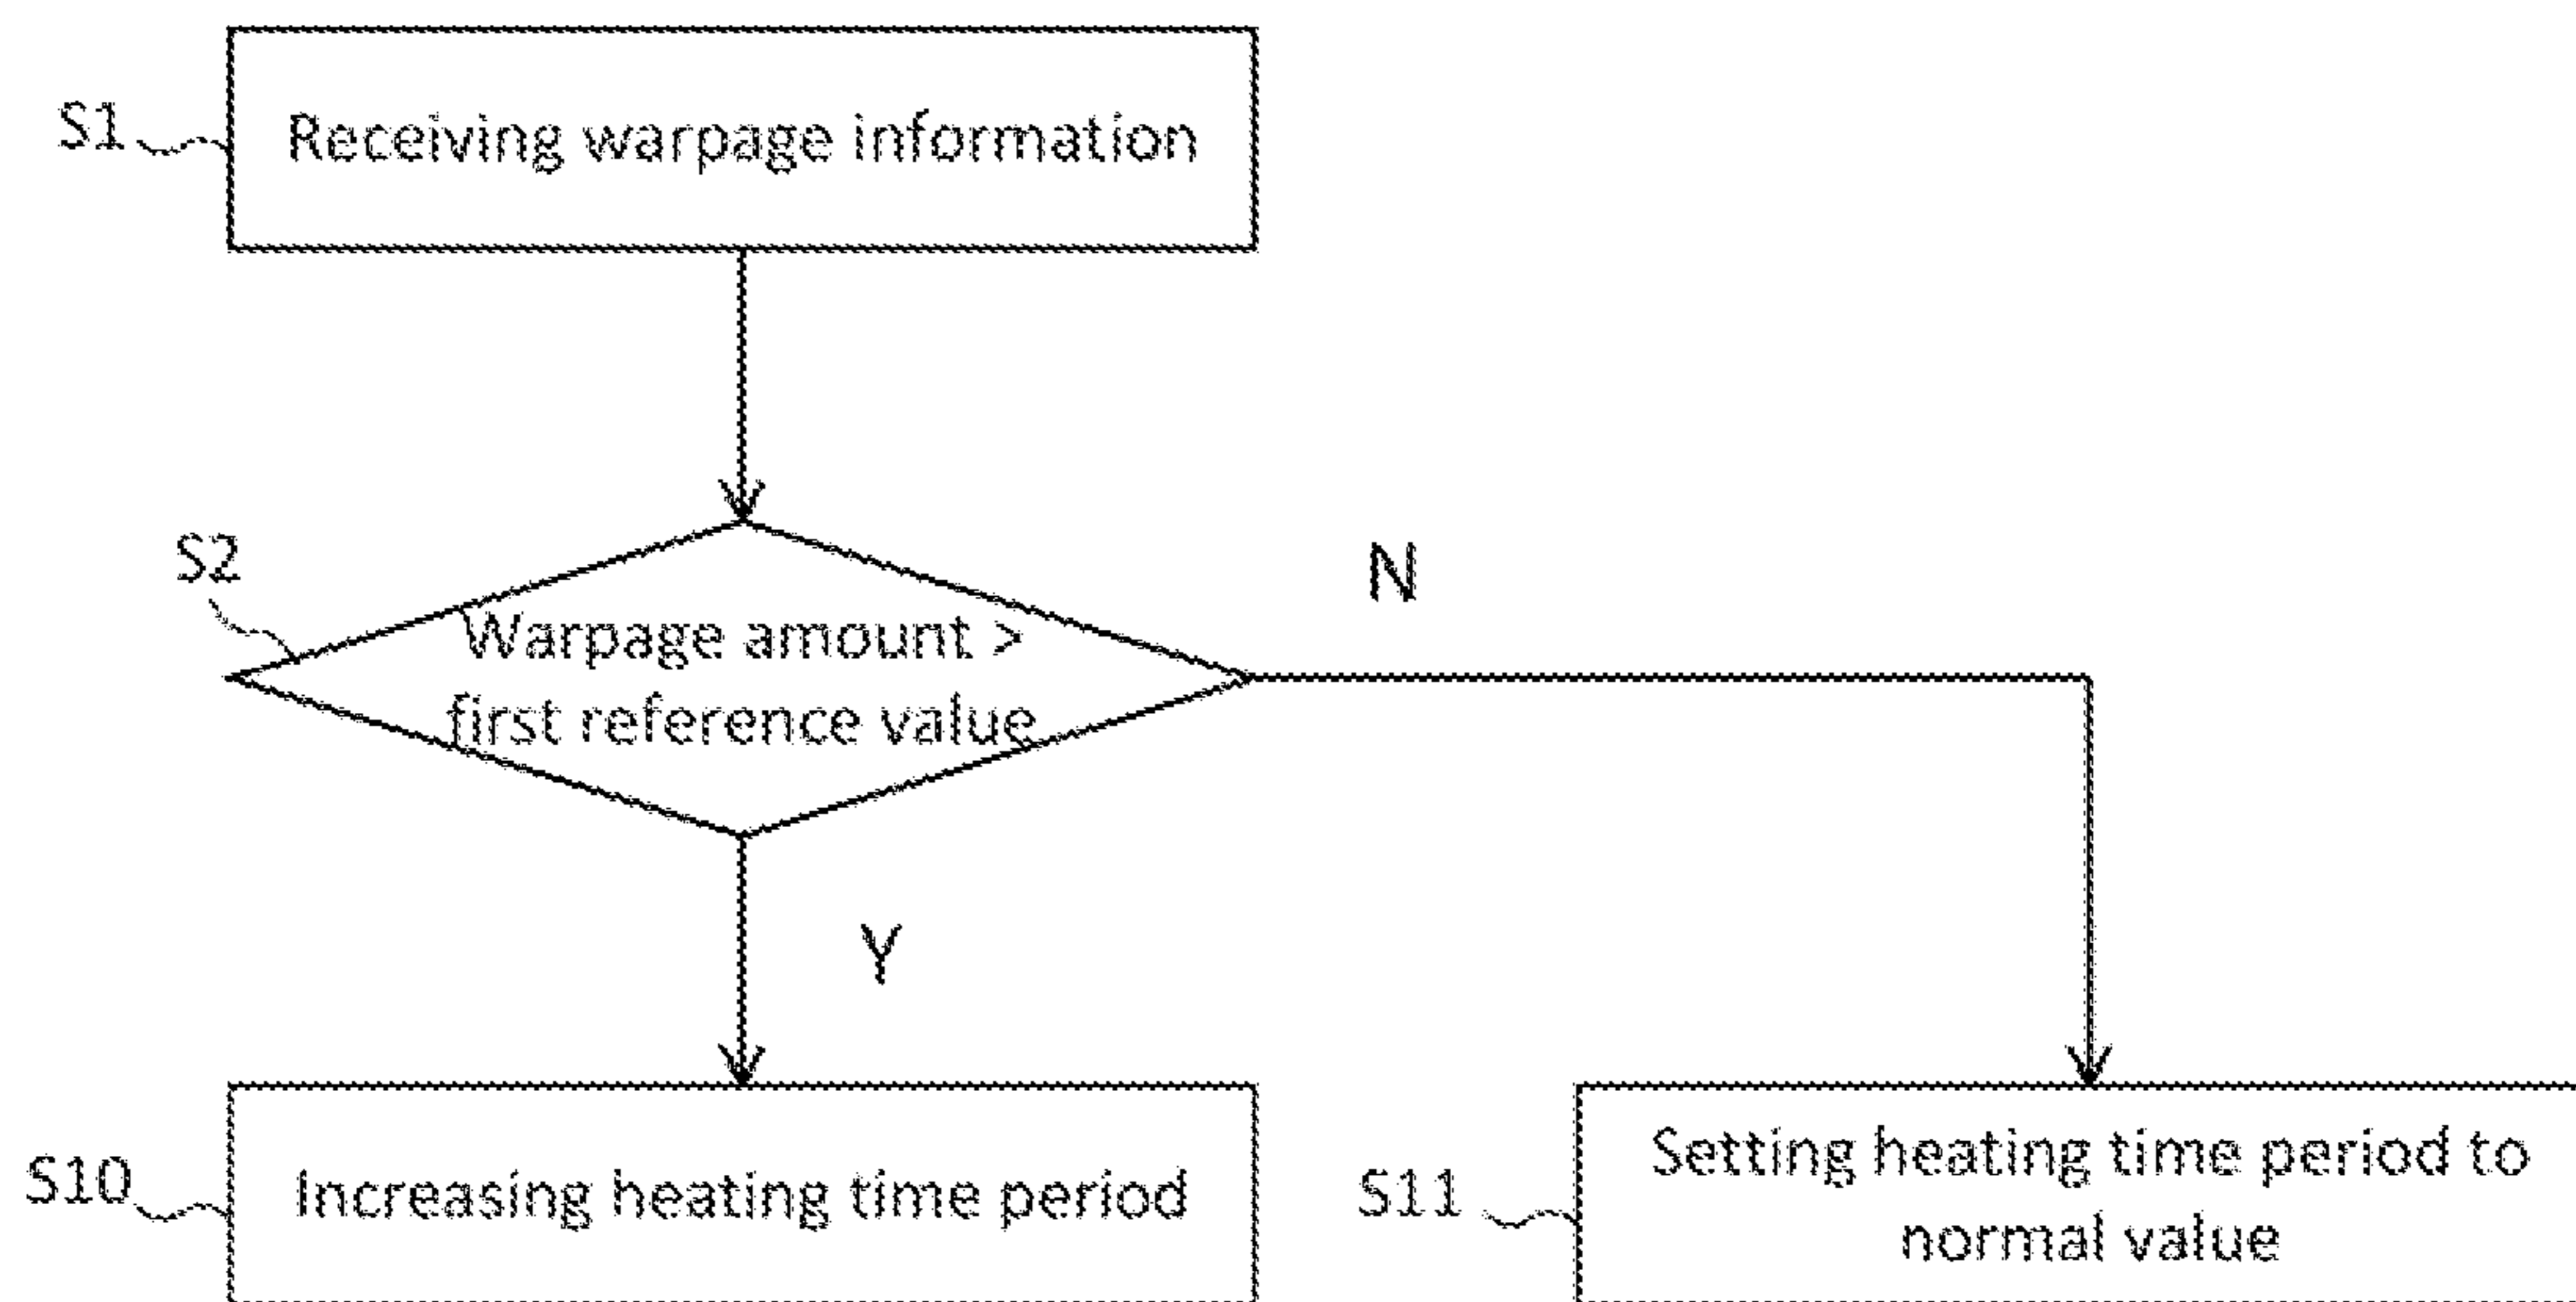 S1
Receiving warpage information
S2
Warpage amount >
first reference value
N
Y
S10
Increasing heating time period
S11
Setting heating time period to
normal value